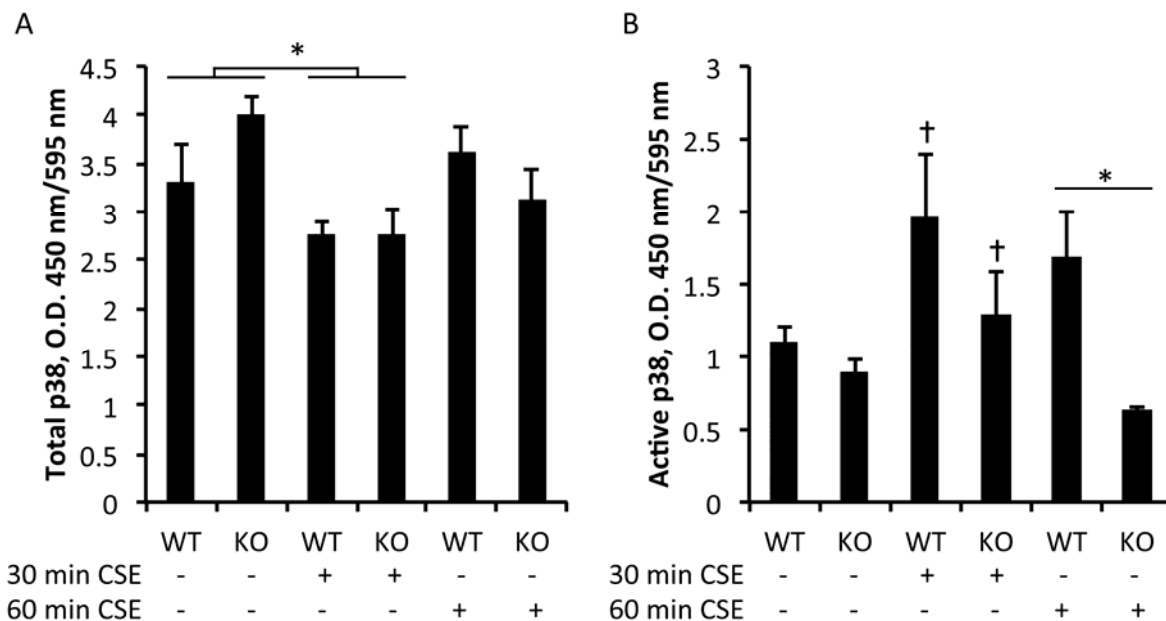 A
Total p38, O.D. 450 nm/595 nm
4.5
4
3.5
3
2.5
2
1.5
1
0.5
0
*
WT KO WT KO WT KO
30 min CSE - - + + - -
60 min CSE - - - - + +
B
Active p38, O.D. 450 nm/595 nm
3
2.5
2
1.5
1
0.5
0
†
†
*
WT KO WT KO WT KO
30 min CSE - - + + - -
60 min CSE - - - - + +